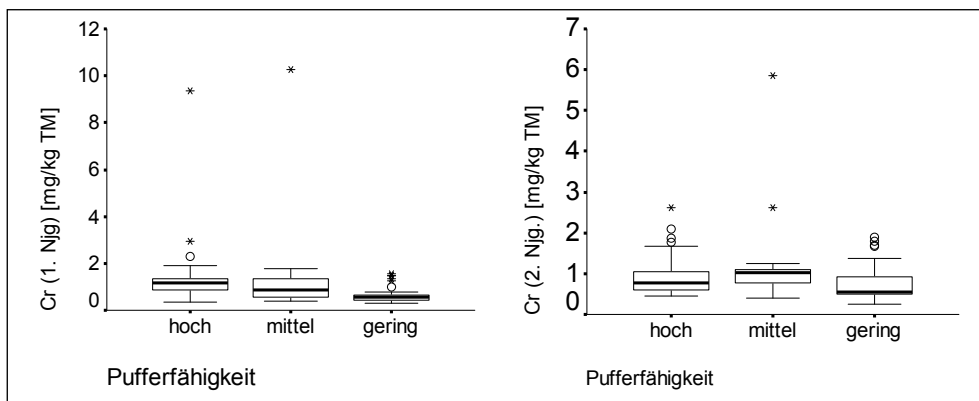 Cr (1. Njg) [mg/kg TM]
12
10
8
6
4
2
0
hoch mittel gering
Pufferfähigkeit
Cr (2. Njg.) [mg/kg TM]
7
6
5
4
3
2
1
0
hoch mittel gering
Pufferfähigkeit